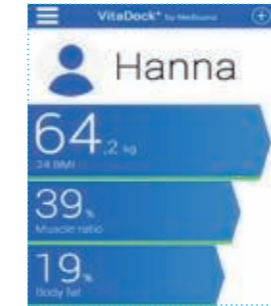 VitaDock+ by Medisana
Hanna
64,2 kg
24 BMI
39%
Muscle ratio
19%
Body fat